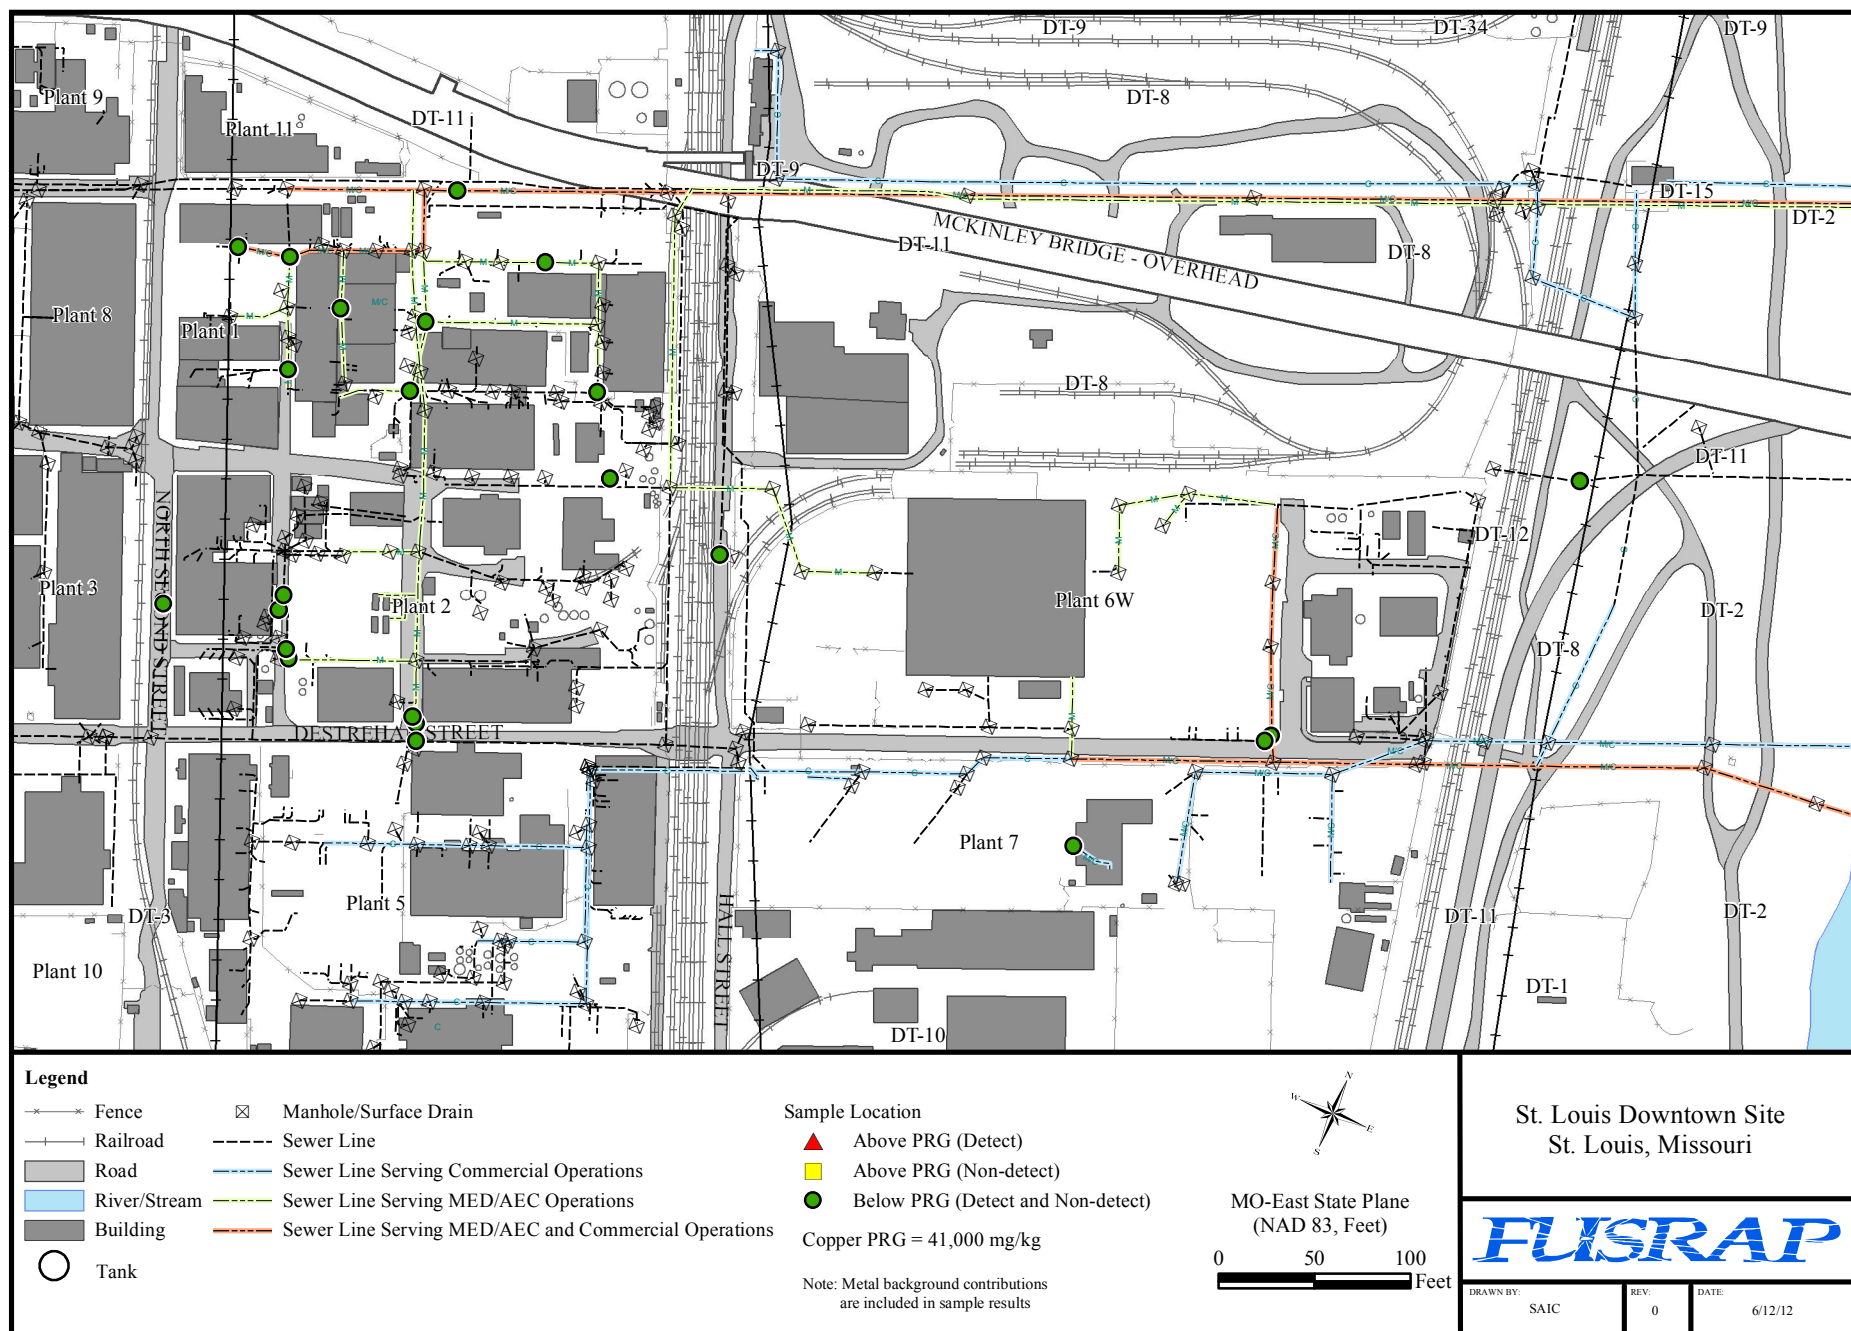 DT-9
DT-34
DT-9
Plant 9
DT-8
DT-11
Plant 11
DT-9
DT-15
DT-2
MCKINLEY BRIDGE - OVERHEAD
DT-11
DT-8
Plant 8
Plant 1
DT-8
DT-11
NORTH SECOND STREET
DT-12
Plant 3
Plant 2
Plant 6W
DT-2
DT-8
DESTREHAN STREET
Plant 7
HALL STREET
Plant 5
DT-3
DT-11
DT-2
Plant 10
DT-1
DT-10
Legend
Fence
Railroad
Road
River/Stream
Building
Tank
Manhole/Surface Drain
Sewer Line
Sewer Line Serving Commercial Operations
Sewer Line Serving MED/AEC Operations
Sewer Line Serving MED/AEC and Commercial Operations
Sample Location
Above PRG (Detect)
Above PRG (Non-detect)
Below PRG (Detect and Non-detect)
Copper PRG = 41,000 mg/kg
Note: Metal background contributions
are included in sample results
N
W
E
S
MO-East State Plane
(NAD 83, Feet)
0 50 100
Feet
St. Louis Downtown Site
St. Louis, Missouri
FUSRAP
DRAWN BY:
SAIC
REV:
0
DATE:
6/12/12